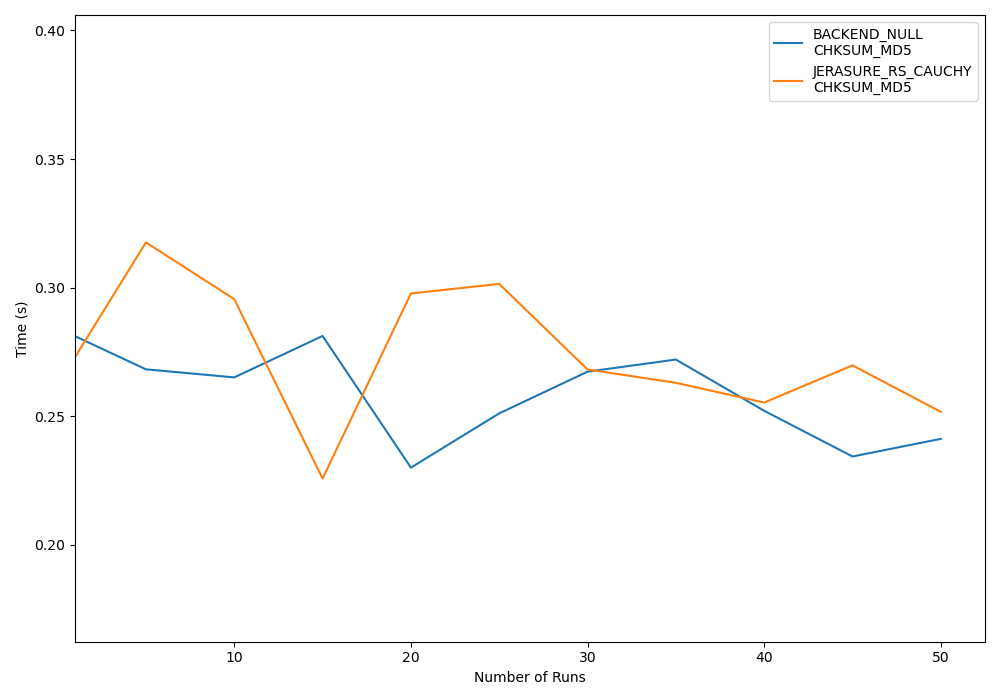 0.40
0.35
0.30
0.25
0.20
Time (s)
10
20
30
40
50
Number of Runs
BACKEND_NULL
CHKSUM_MD5
JERASURE_RS_CAUCHY
CHKSUM_MD5